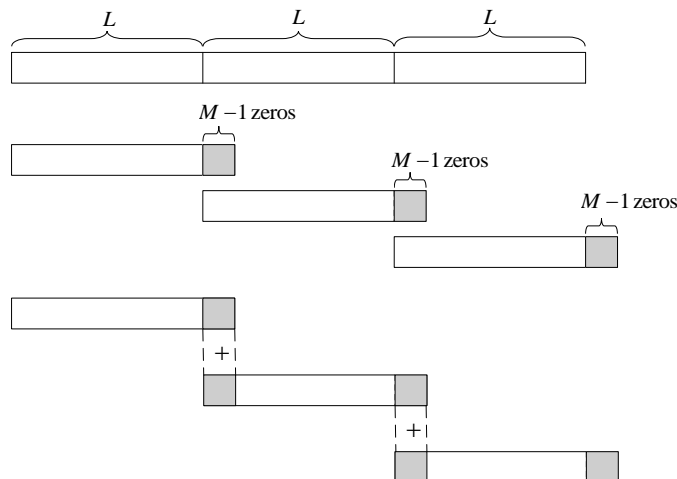 L L L
M – 1 zeros
M – 1 zeros
M – 1 zeros
+
+